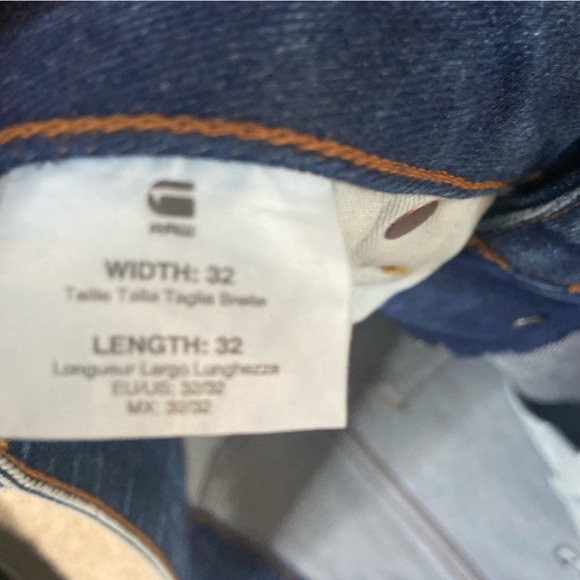 RAW
WIDTH: 32
Taille Talla Taglia Breite
LENGTH: 32
Longueur Largo Lunghezza
EU/US: 32/32
MX: 32/32